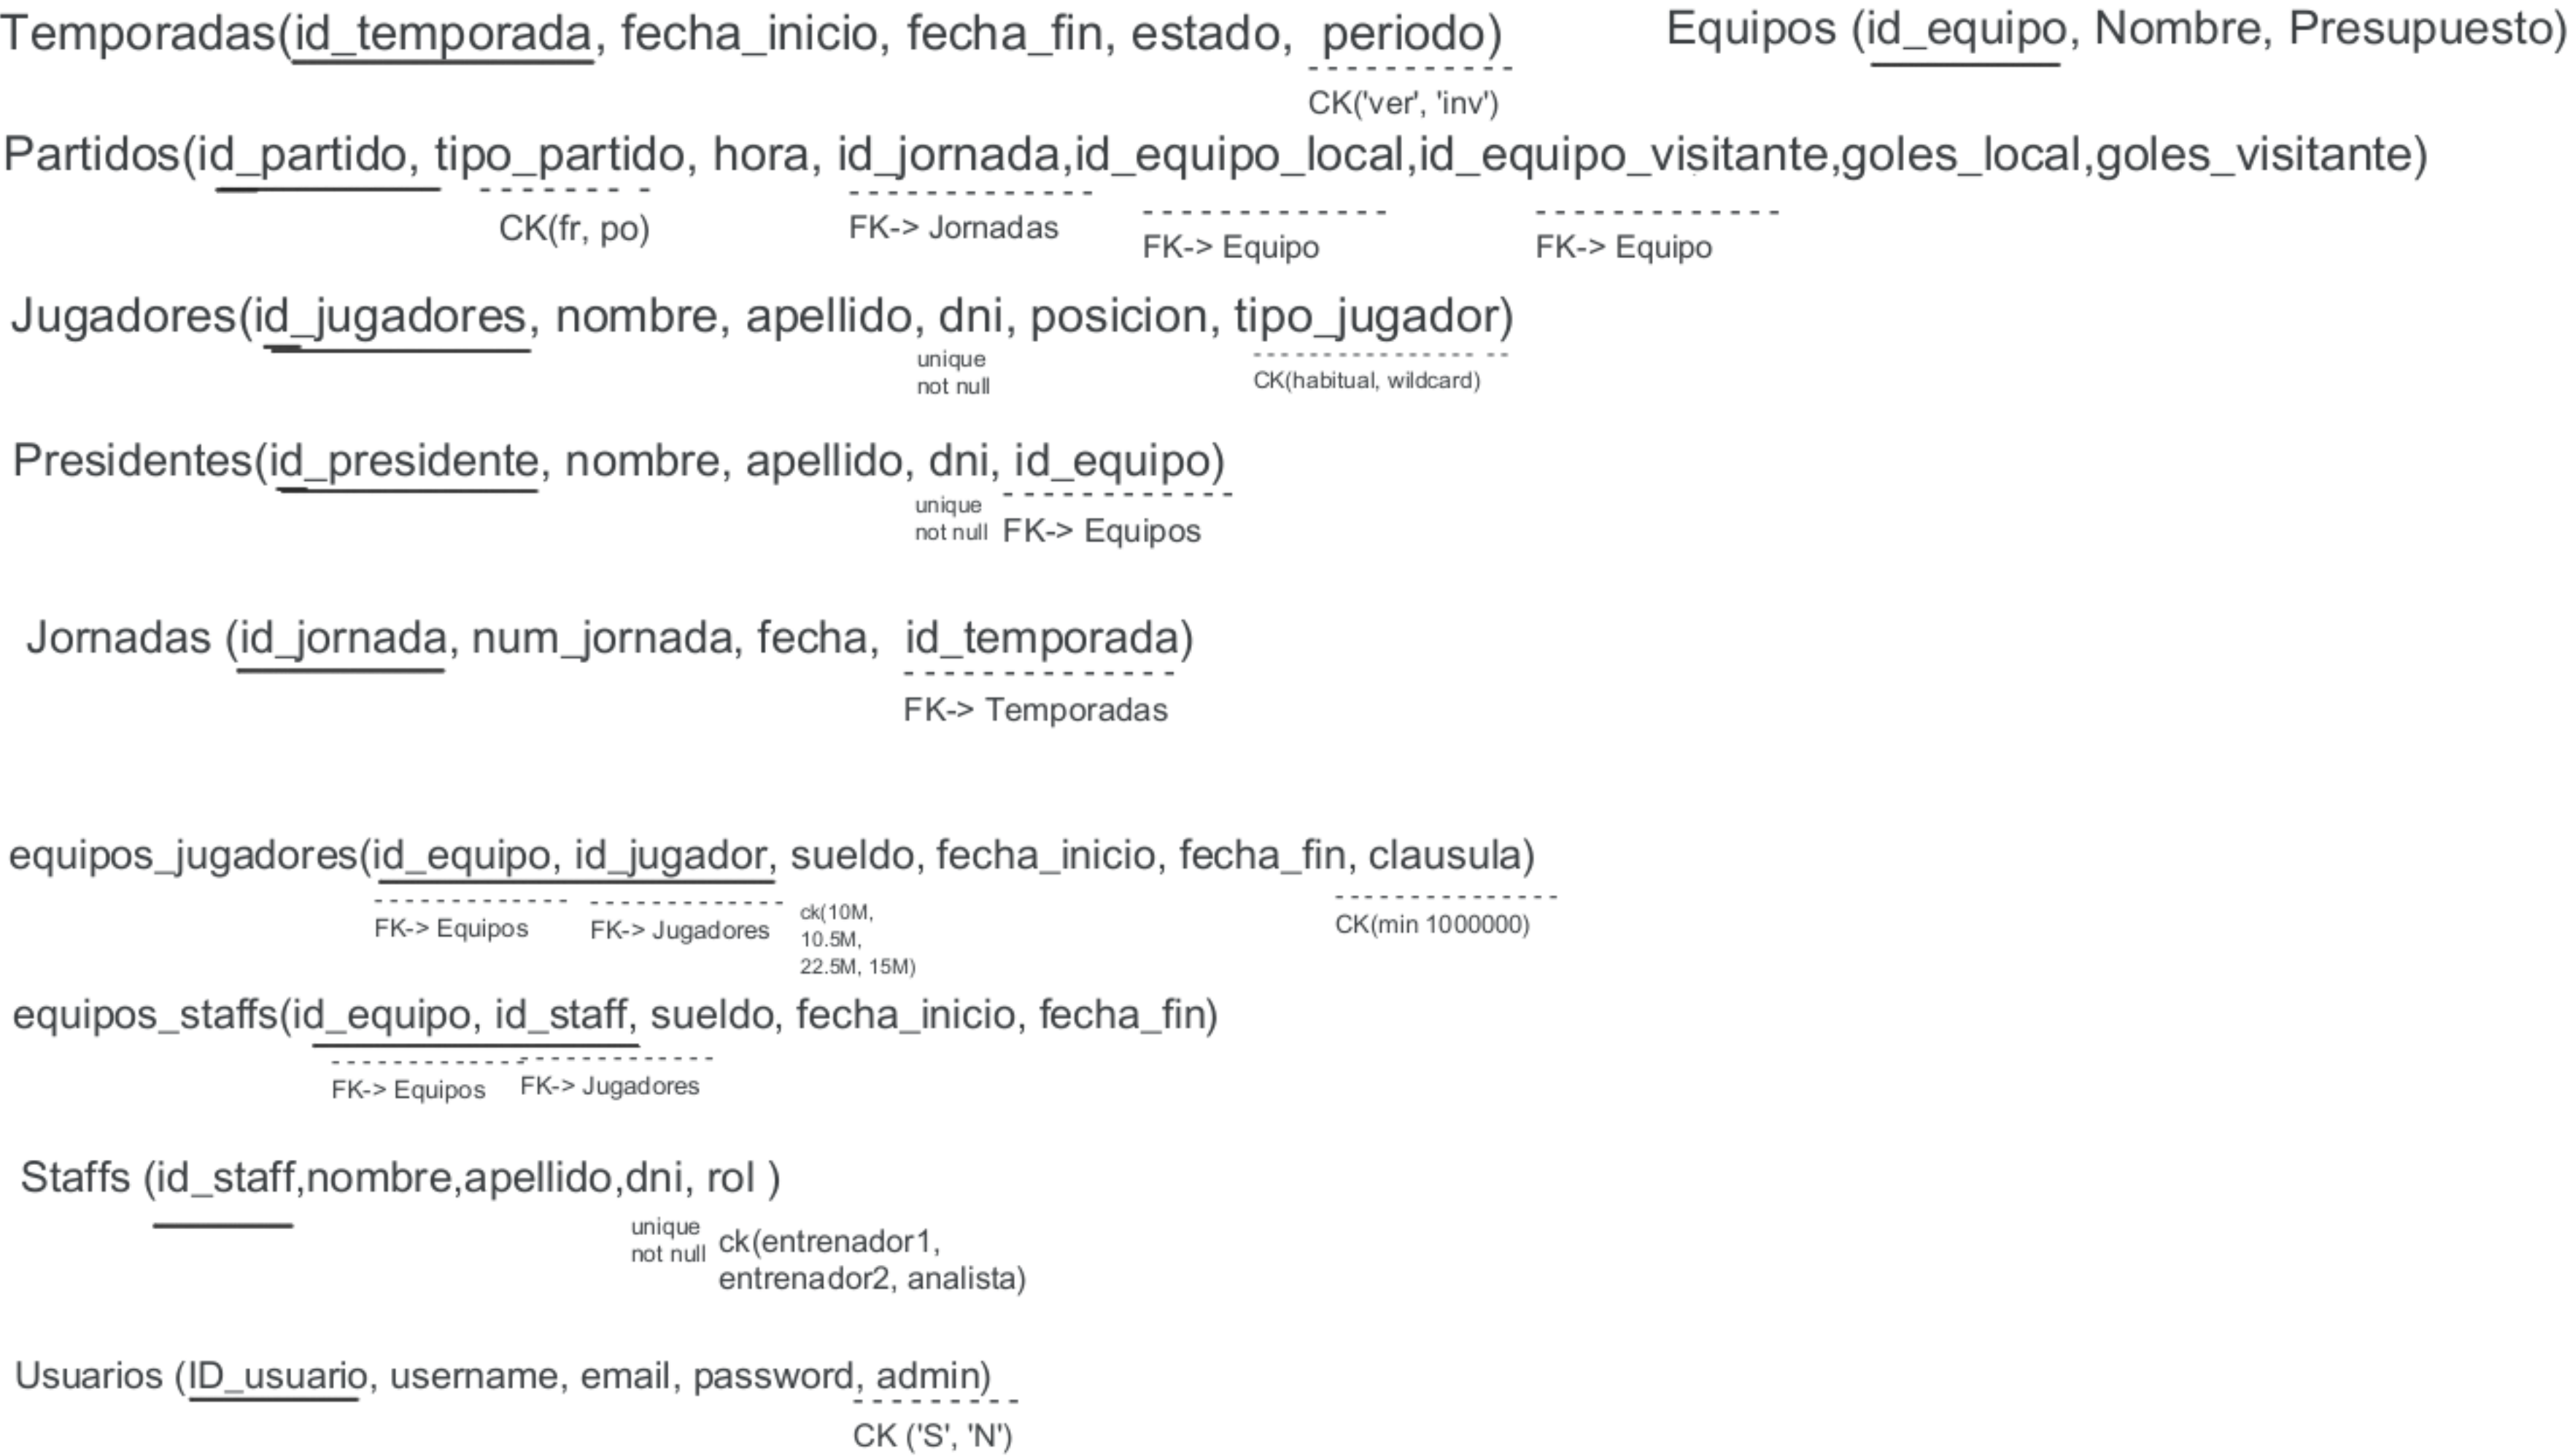 Temporadas(id_temporada, fecha_inicio, fecha_fin, estado, periodo)
CK('ver', 'inv')
Equipos (id_equipo, Nombre, Presupuesto)
Partidos(id_partido, tipo_partido, hora, id_jornada,id_equipo_local,id_equipo_visitante,goles_local,goles_visitante)
CK(fr, po)
FK-> Jornadas
FK-> Equipo
FK-> Equipo
Jugadores(id_jugadores, nombre, apellido, dni, posicion, tipo_jugador)
unique
not null
CK(habitual, wildcard)
Presidentes(id_presidente, nombre, apellido, dni, id_equipo)
unique
not null
FK-> Equipos
Jornadas (id_jornada, num_jornada, fecha, id_temporada)
FK-> Temporadas
equipos_jugadores(id_equipo, id_jugador, sueldo, fecha_inicio, fecha_fin, clausula)
FK-> Equipos
FK-> Jugadores
ck(10M,
10.5M,
22.5M, 15M)
CK(min 1000000)
equipos_staffs(id_equipo, id_staff, sueldo, fecha_inicio, fecha_fin)
FK-> Equipos
FK-> Jugadores
Staffs (id_staff,nombre,apellido,dni, rol )
unique
not null
ck(entrenador1,
entrenador2, analista)
Usuarios (ID_usuario, username, email, password, admin)
CK ('S', 'N')